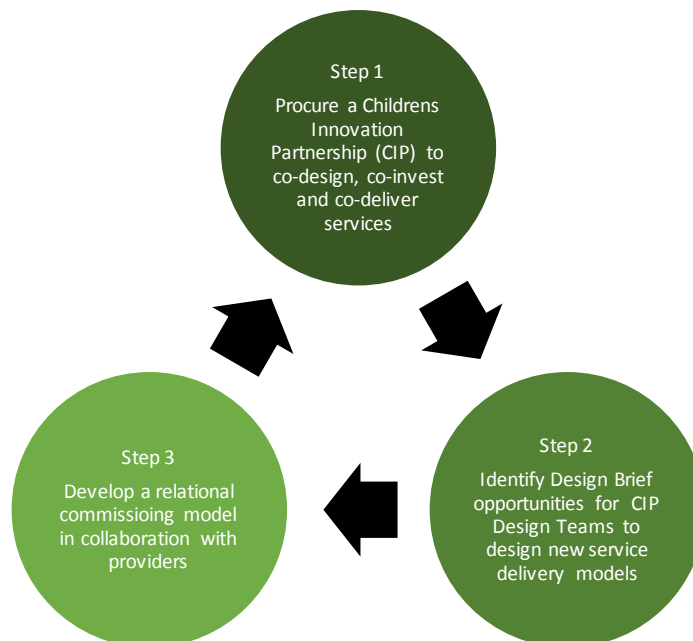 Step 1
Procure a Childrens
Innovation
Partnership (CIP) to
co-design, co-invest
and co-deliver
services
Step 2
Identify Design Brief
opportunities for CIP
Design Teams to
design new service
delivery models
Step 3
Develop a relational
commissioing model
in collaboration with
providers